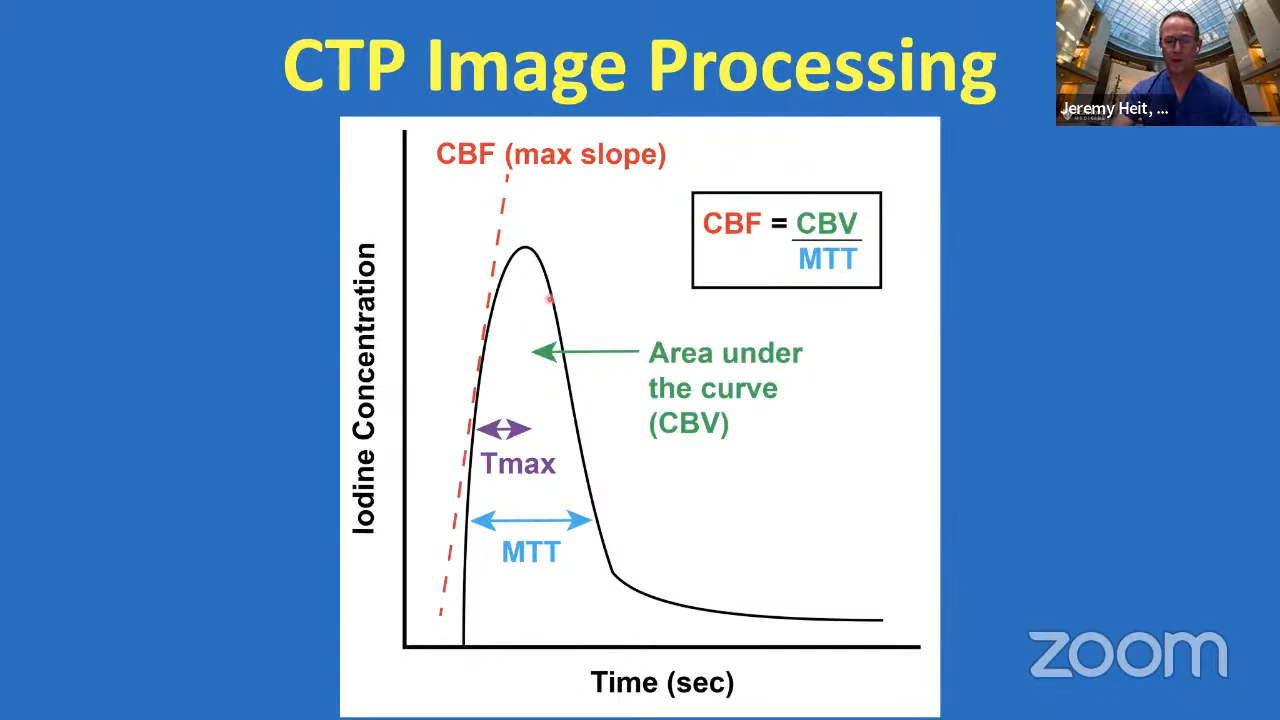 CTP Image Processing
Jeremy Heit, ...
CBF (max slope)
CBF = CBV
MTT
Iodine Concentration
Area under
the curve
(CBV)
Tmax
MTT
Time (sec)
zoom